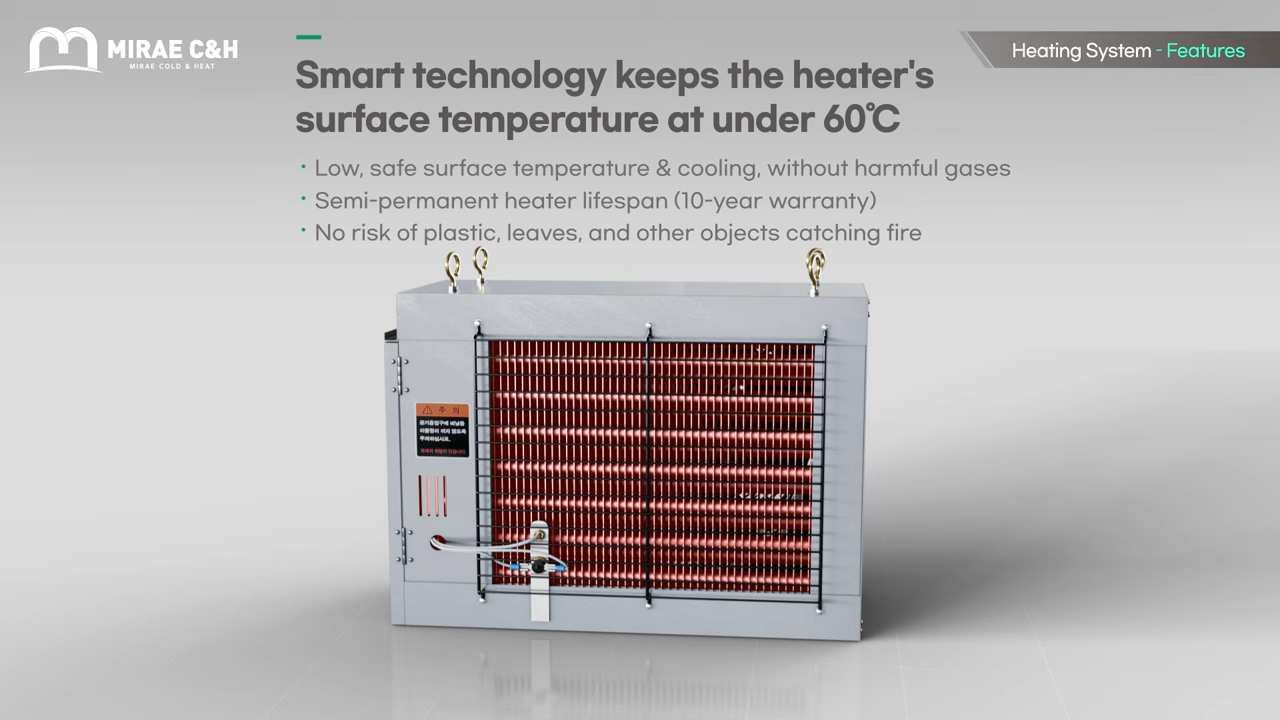 MIRAE C&H
MIRAE COLD & HEAT
Heating System - Features
Smart technology keeps the heater's
surface temperature at under 60℃
· Low, safe surface temperature & cooling, without harmful gases
· Semi-permanent heater lifespan (10-year warranty)
· No risk of plastic, leaves, and other objects catching fire
주 의